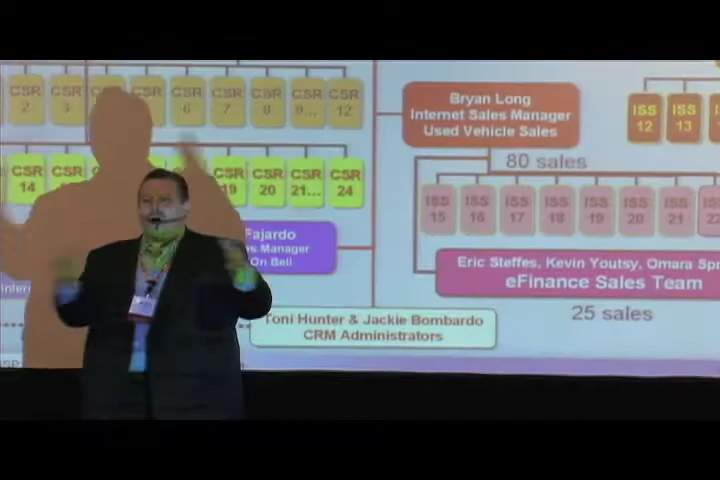 CSR 2
CSR 3
CSR
CSR 6
CSR 7
CSR 8
CSR 9...
CSR 12
CSR 14
CSR
CSR
CSR 19
CSR 20
CSR 21...
CSR 24
Fajardo
es Manager
On Bell
Toni Hunter & Jackie Bombardo
CRM Administrators
Bryan Long
Internet Sales Manager
Used Vehicle Sales
ISS 12
ISS 13
80 sales
ISS 15
ISS 16
ISS 17
ISS 18
ISS 19
ISS 20
ISS 21
ISS
Eric Steffes, Kevin Youtsy, Omara Spr
eFinance Sales Team
25 sales